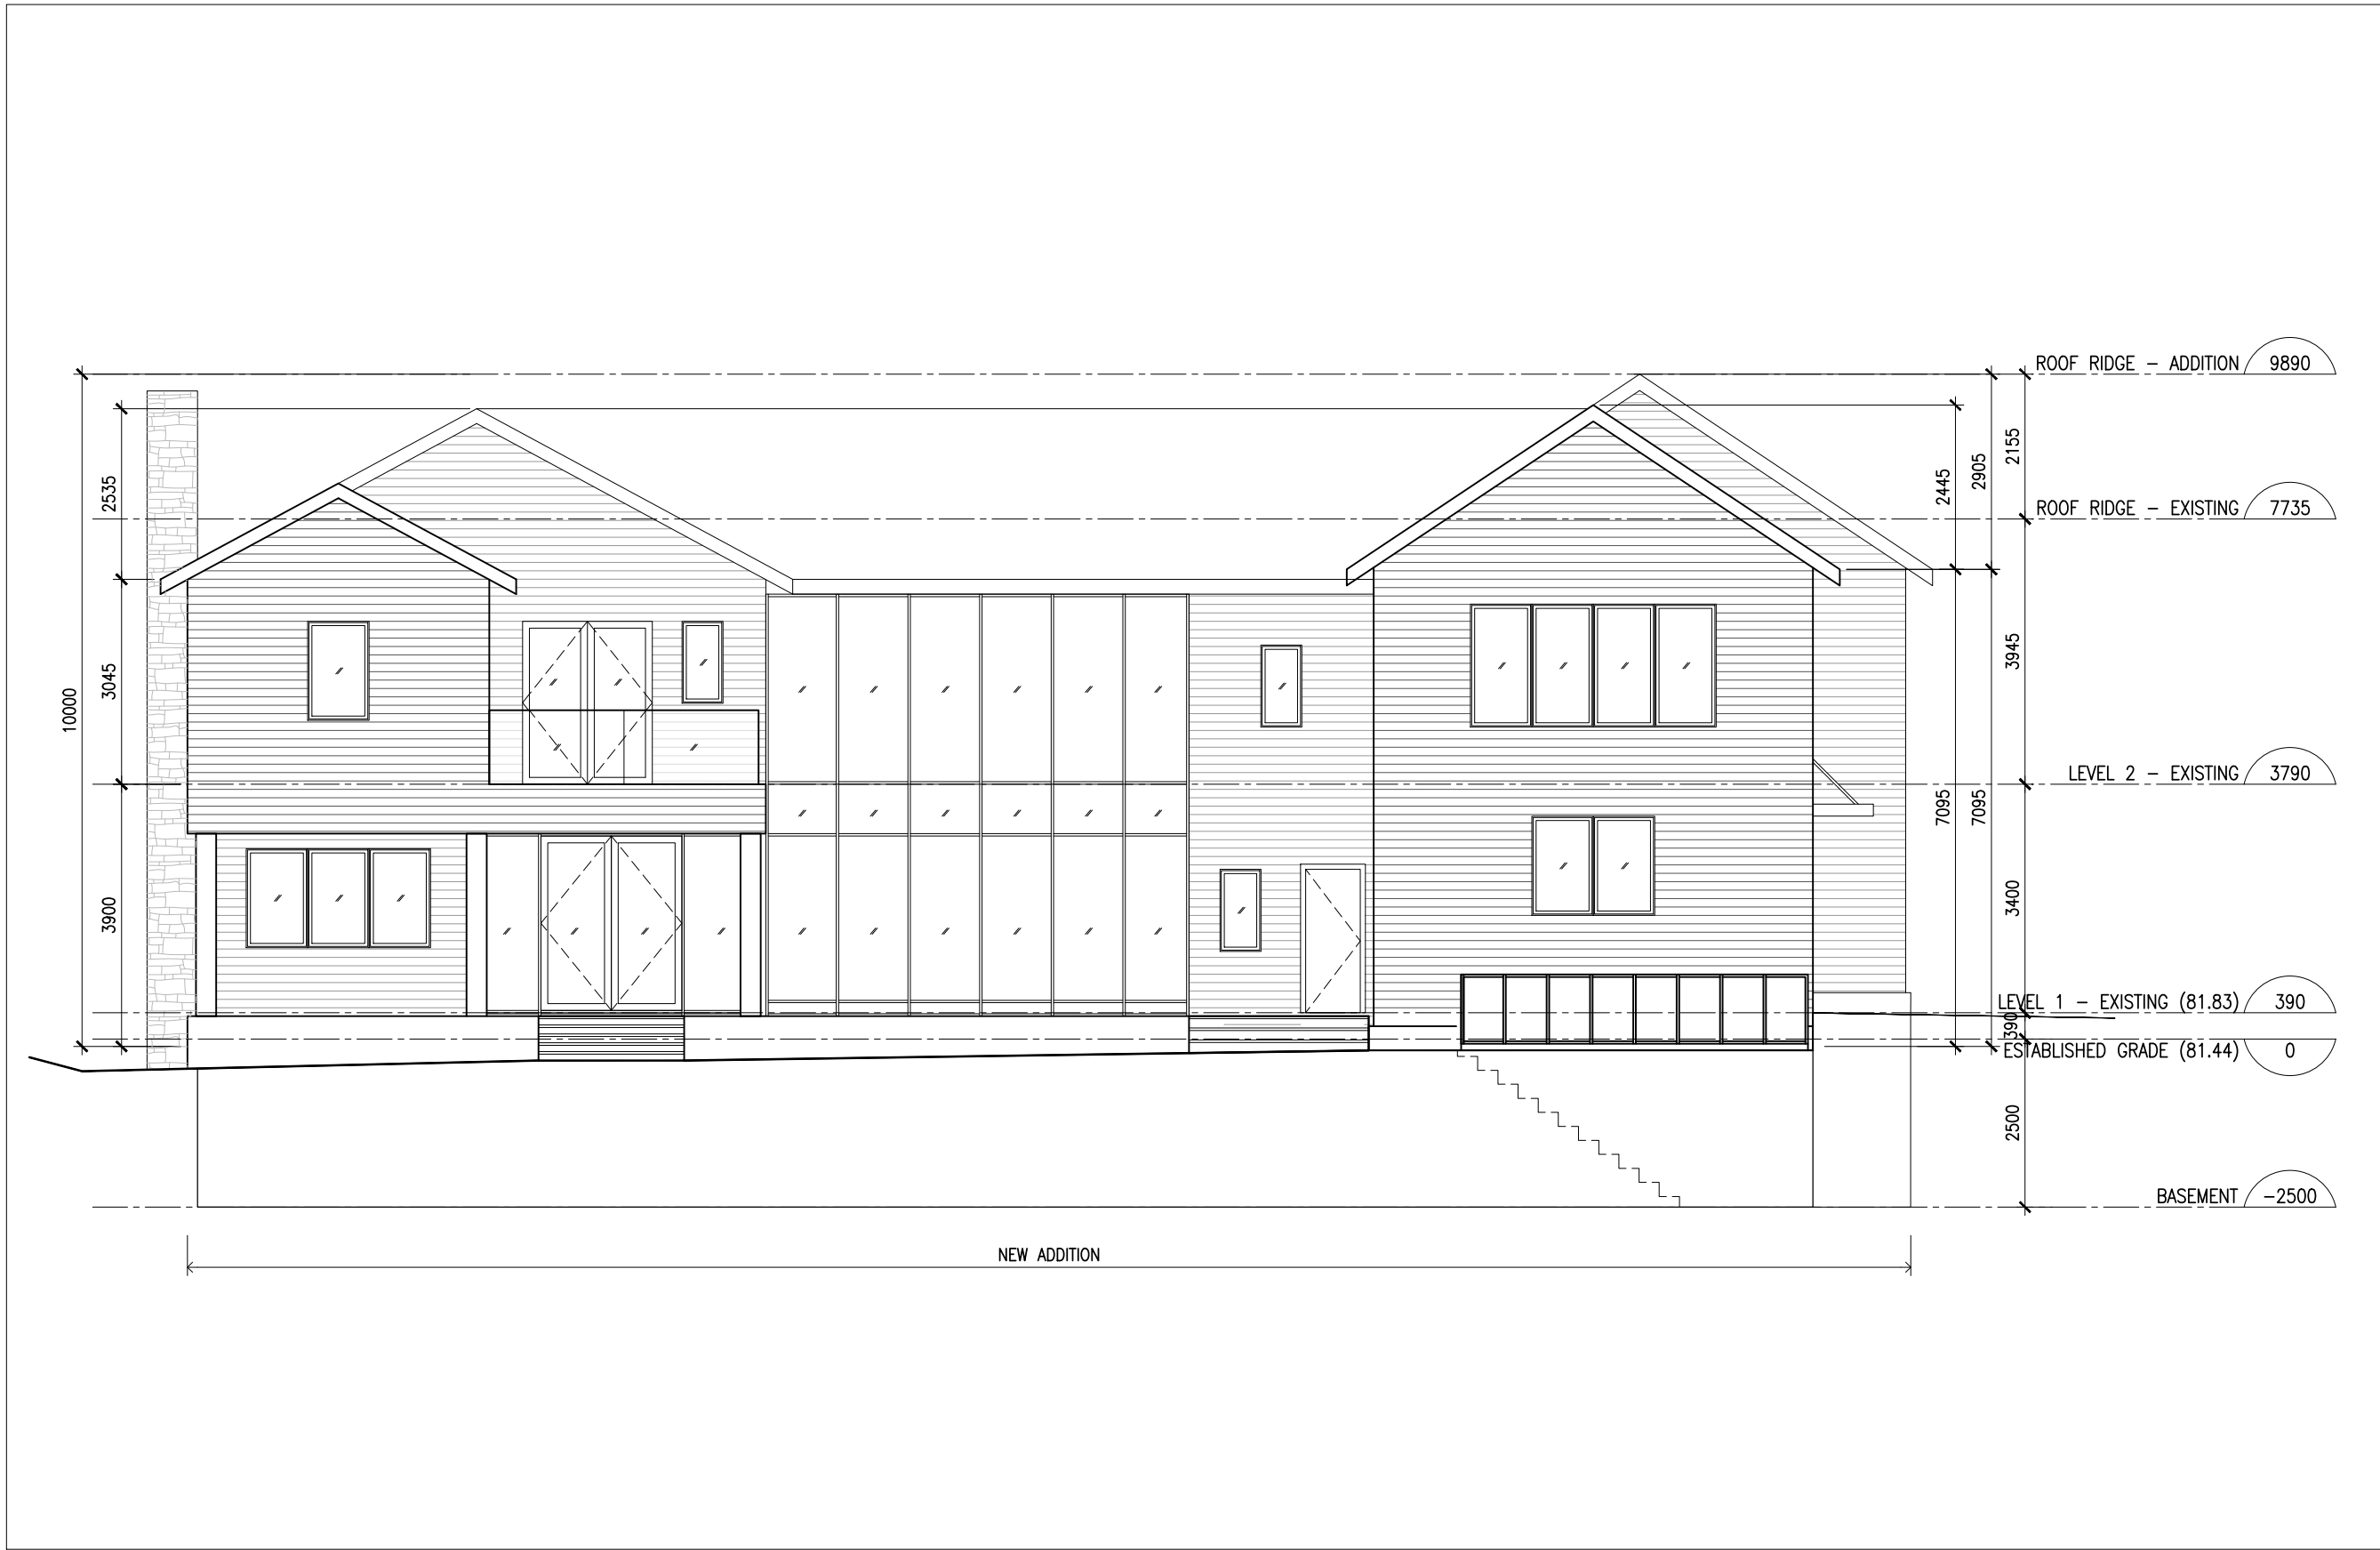 ROOF RIDGE - ADDITION 9890
2155
2905
2445
2535
ROOF RIDGE - EXISTING 7735
3945
3045
10000
LEVEL 2 - EXISTING 3790
7095
7095
3400
3900
LEVEL 1 - EXISTING (81.83) 390
390
ESTABLISHED GRADE (81.44) 0
2500
BASEMENT -2500
NEW ADDITION